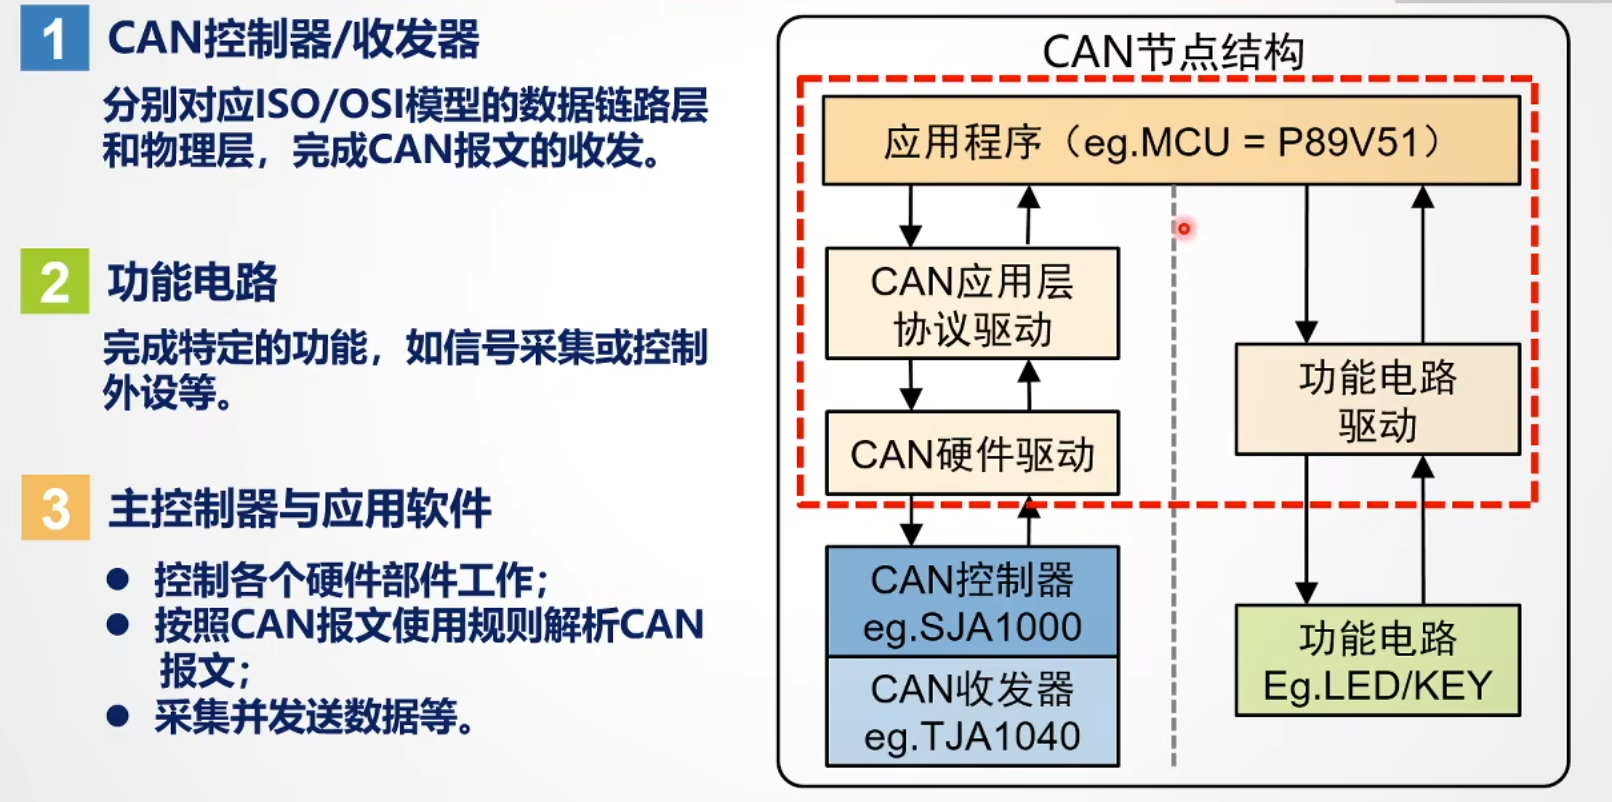 1 CAN控制器/收发器
分别对应ISO/OSI模型的数据链路层
和物理层，完成CAN报文的收发。
2 功能电路
完成特定的功能，如信号采集或控制
外设等。
3 主控制器与应用软件
● 控制各个硬件部件工作；
● 按照CAN报文使用规则解析CAN
报文；
● 采集并发送数据等。
CAN节点结构
应用程序（eg.MCU = P89V51）
CAN应用层
协议驱动
CAN硬件驱动
CAN控制器
eg.SJA1000
CAN收发器
eg.TJA1040
功能电路
驱动
功能电路
Eg.LED/KEY